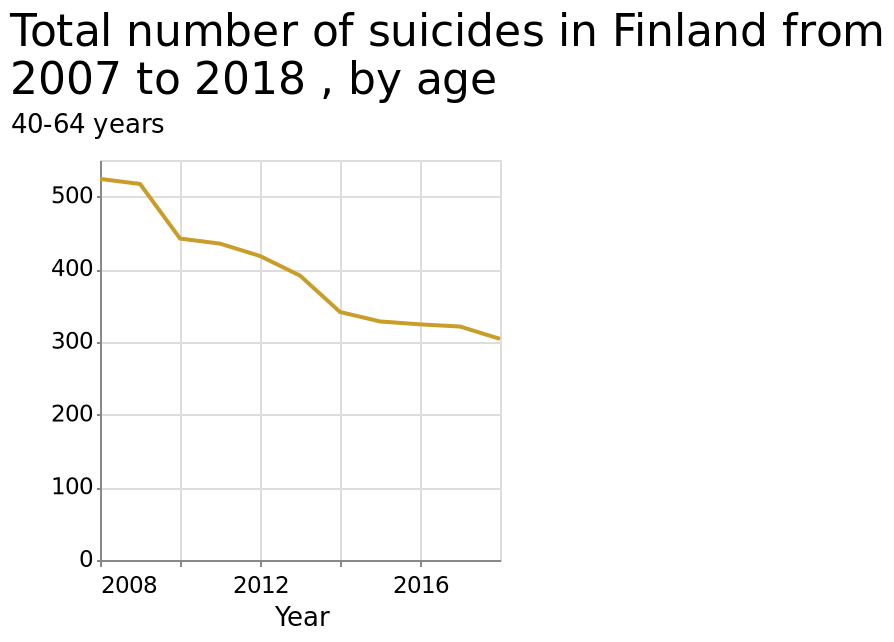 Total number of suicides in Finland from
2007 to 2018 , by age
40-64 years
500
400
300
200
100
0
2008 2012 2016
Year